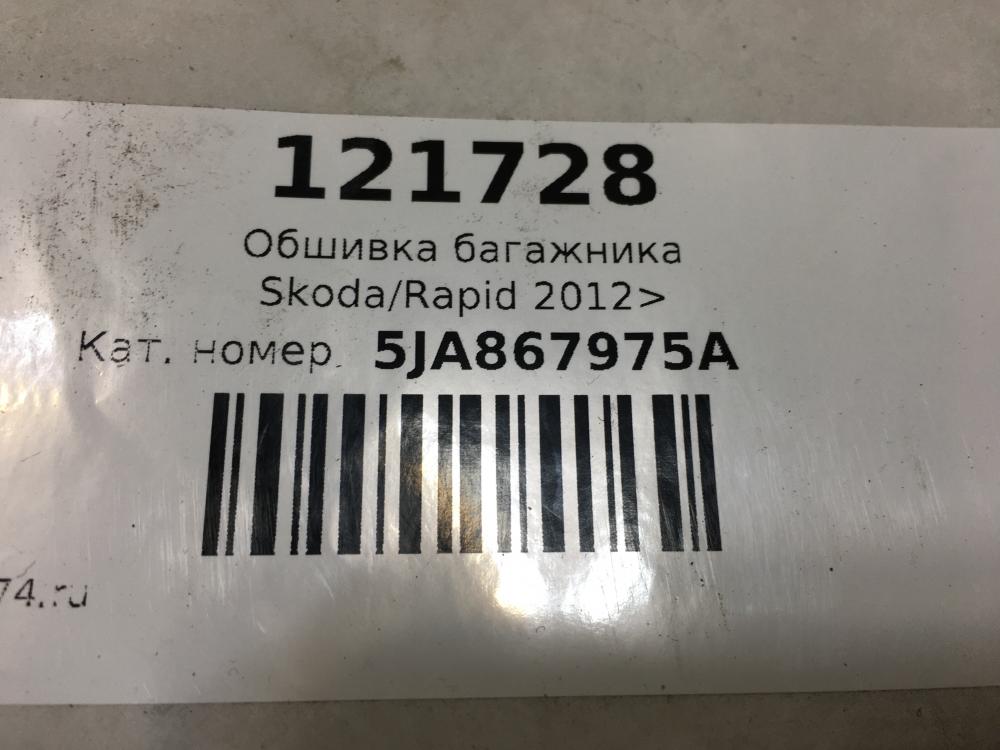 121728
Обшивка багажника
Skoda/Rapid 2012>
Кат. номер 5JA867975A
74.ru